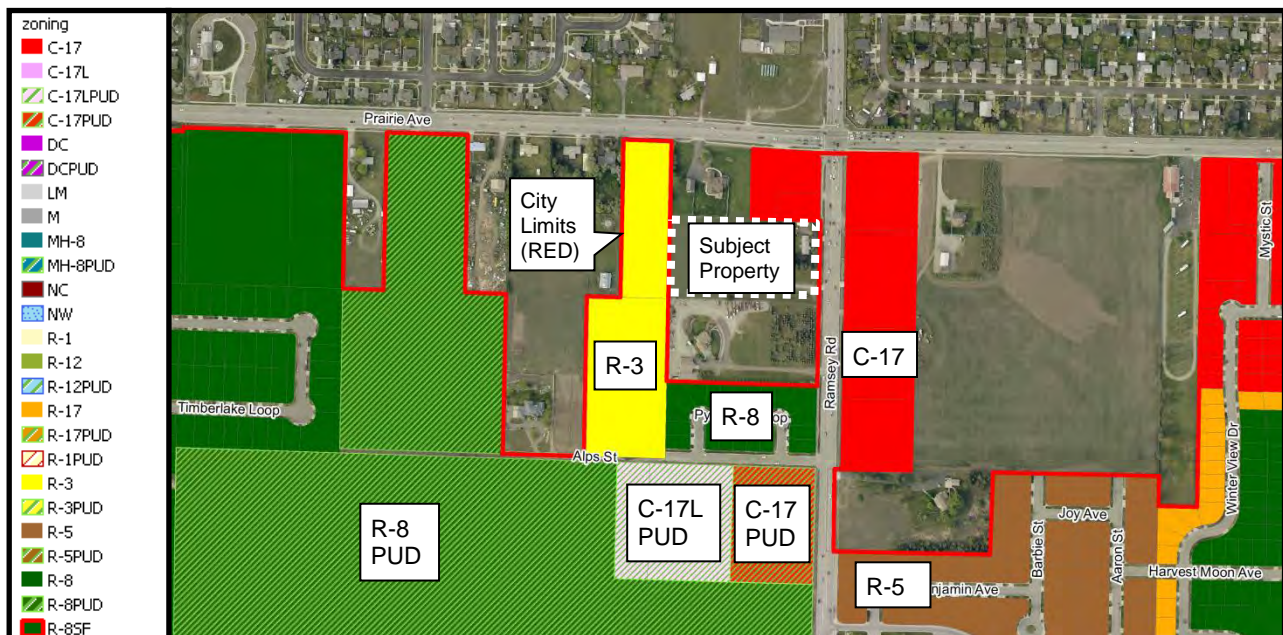 zoning
C-17
C-17L
C-17LPUD
C-17PUD
DC
DCPUD
LM
M
MH-8
MH-8PUD
NC
NW
R-1
R-12
R-12PUD
R-17
R-17PUD
R-1PUD
R-3
R-3PUD
R-5
R-5PUD
R-8
R-8PUD
R-8SF
Prairie Ave
City
Limits
(RED)
Subject
Property
Mystic St
R-3
C-17
Ramsey Rd
Timberlake Loop
R-8
Alps St
Winter View Dr
R-8
PUD
C-17L
PUD
C-17
PUD
Joy Ave
Barbie St
Aaron St
Harvest Moon Ave
R-5
njamin Ave